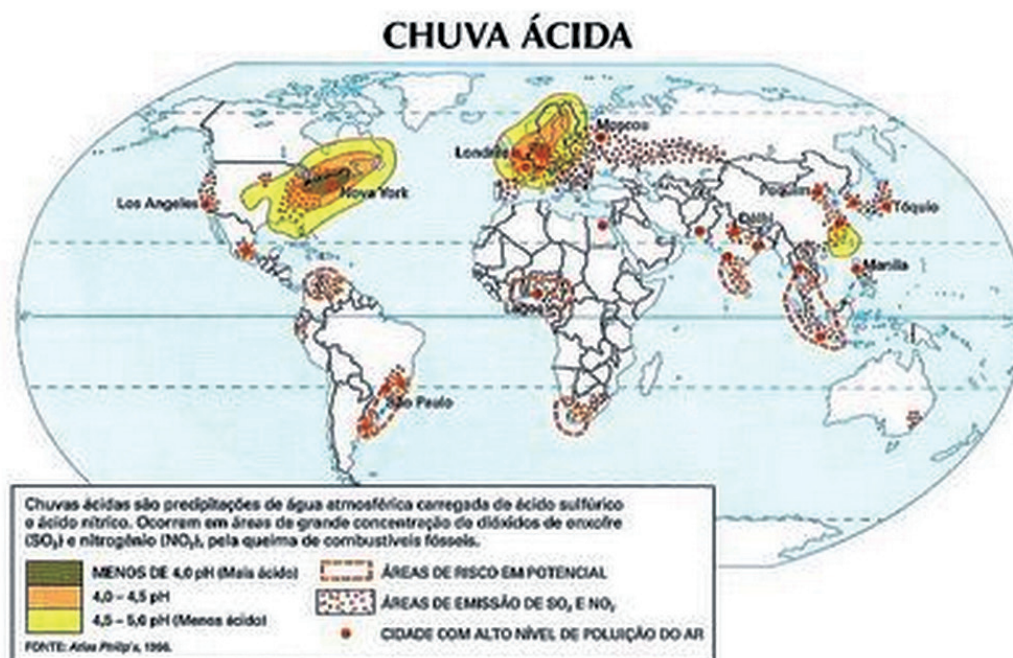 CHUVA ÁCIDA
Moscou
Londres
Nova York
Los Angeles
Pequim
Tóquio
Délhi
Manila
Lagos
São Paulo
Chuvas ácidas são precipitações de água atmosférica carregada de ácido sulfúrico
e ácido nítrico. Ocorrem em áreas de grande concentração de dióxidos de enxofre
(SO₂) e nitrogênio (NO₂), pela queima de combustíveis fósseis.
MENOS DE 4,0 pH (Mais ácido)
4,0 – 4,5 pH
4,5 – 5,0 pH (Menos ácido)
ÁREAS DE RISCO EM POTENCIAL
ÁREAS DE EMISSÃO DE SO₂ E NO₂
CIDADE COM ALTO NÍVEL DE POLUIÇÃO DO AR
FONTE: Atlas Philip's, 1996.